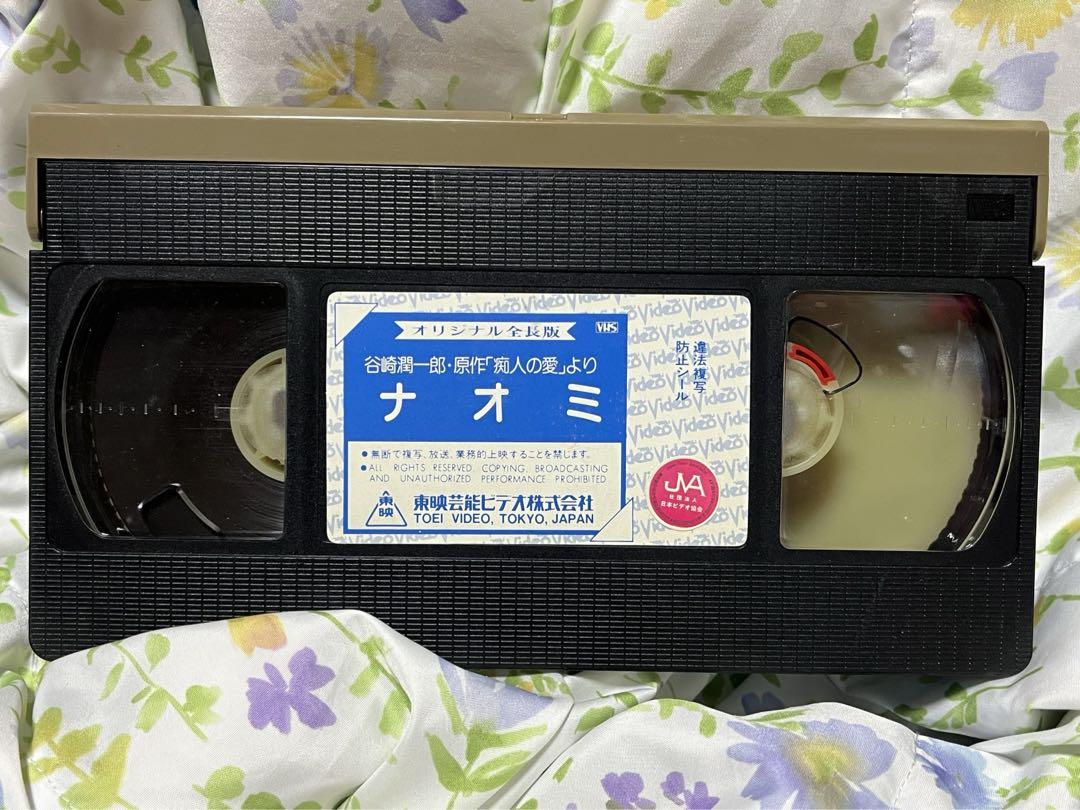 オリジナル全長版
VHS
谷崎潤一郎・原作「痴人の愛」より
ナオミ
●無断で複写、放送、業務的上映することを禁じます。
●ALL RIGHTS RESERVED. COPYING, BROADCASTING
AND UNAUTHORIZED PERFORMANCE PROHIBITED
東映
東映芸能ビデオ株式会社
TOEI VIDEO, TOKYO, JAPAN
違法複写
防止シール
JVA
社団法人
日本ビデオ協会